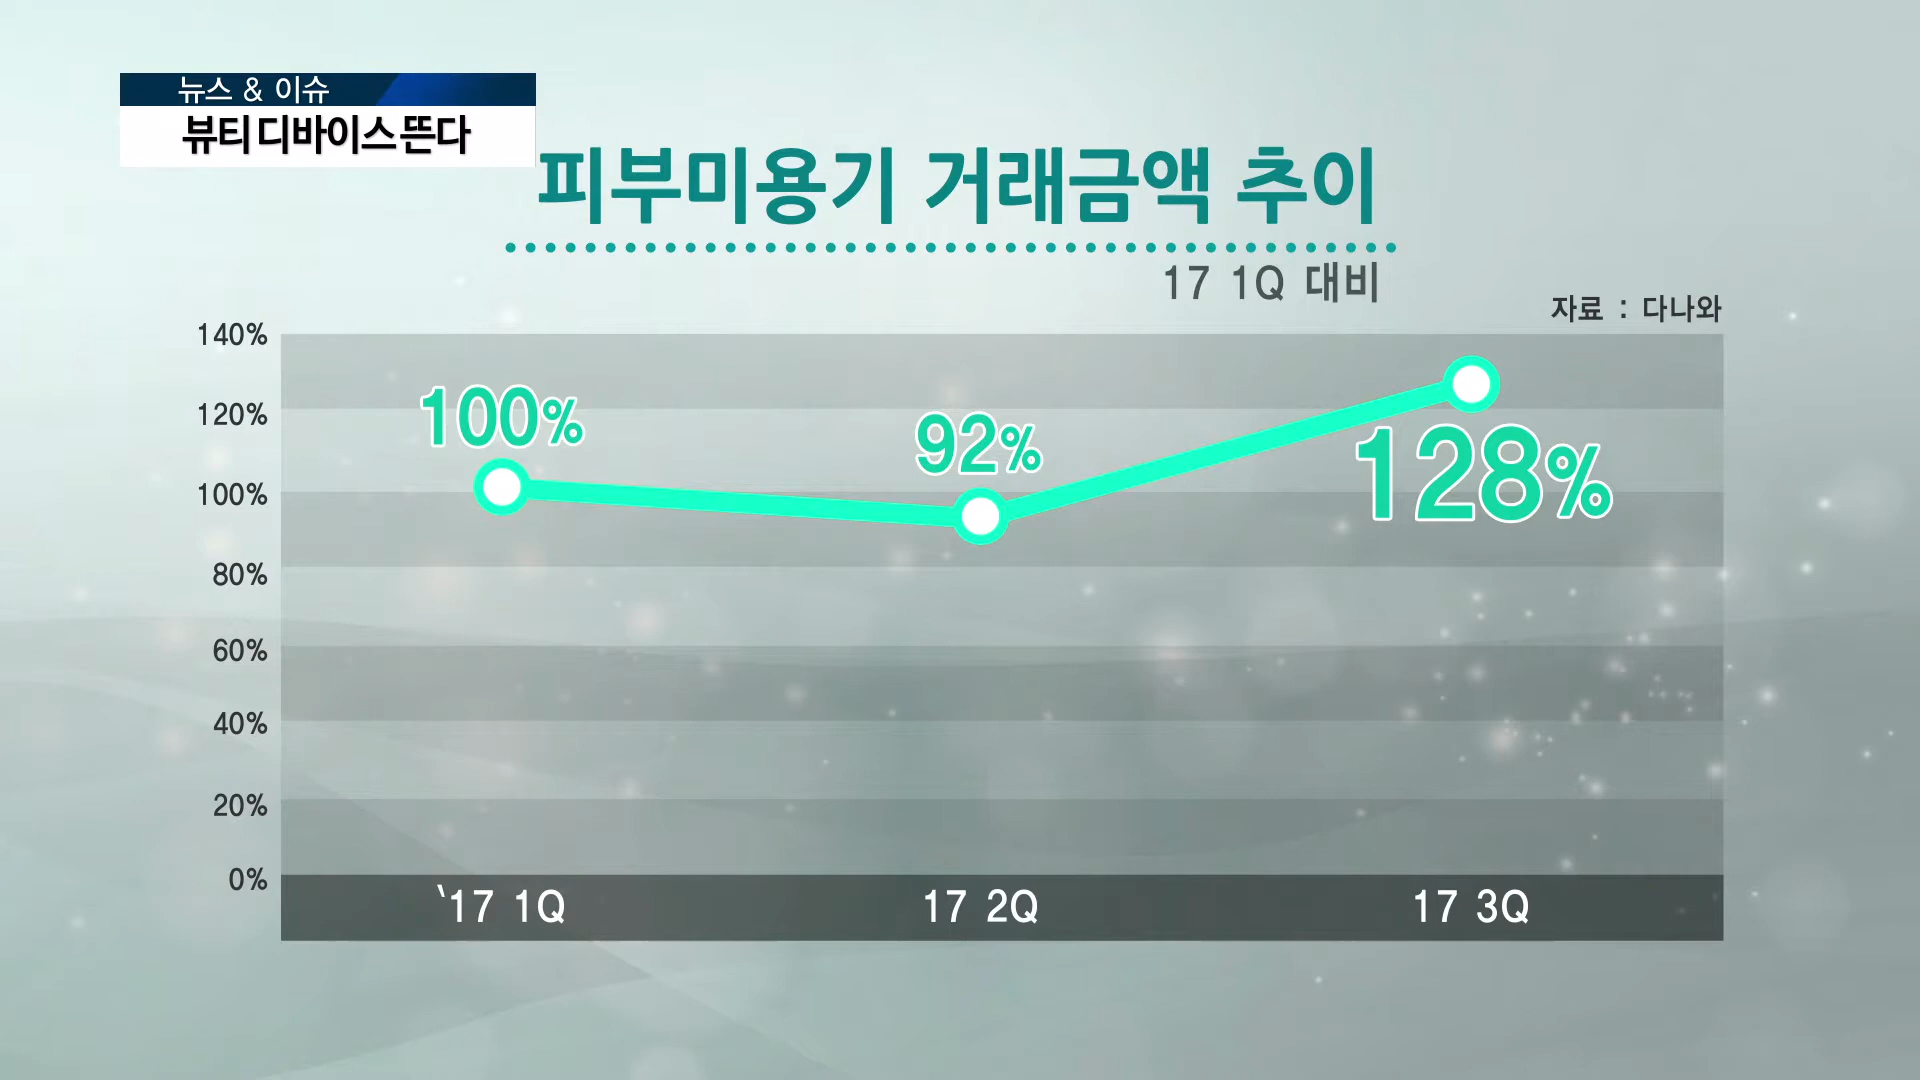 뉴스 & 이슈
뷰티 디바이스 뜬다
피부미용기 거래금액 추이
17 1Q 대비
자료 : 다나와
140%
120%
100%
80%
60%
40%
20%
0%
100%
92%
128%
‵17 1Q
17 2Q
17 3Q